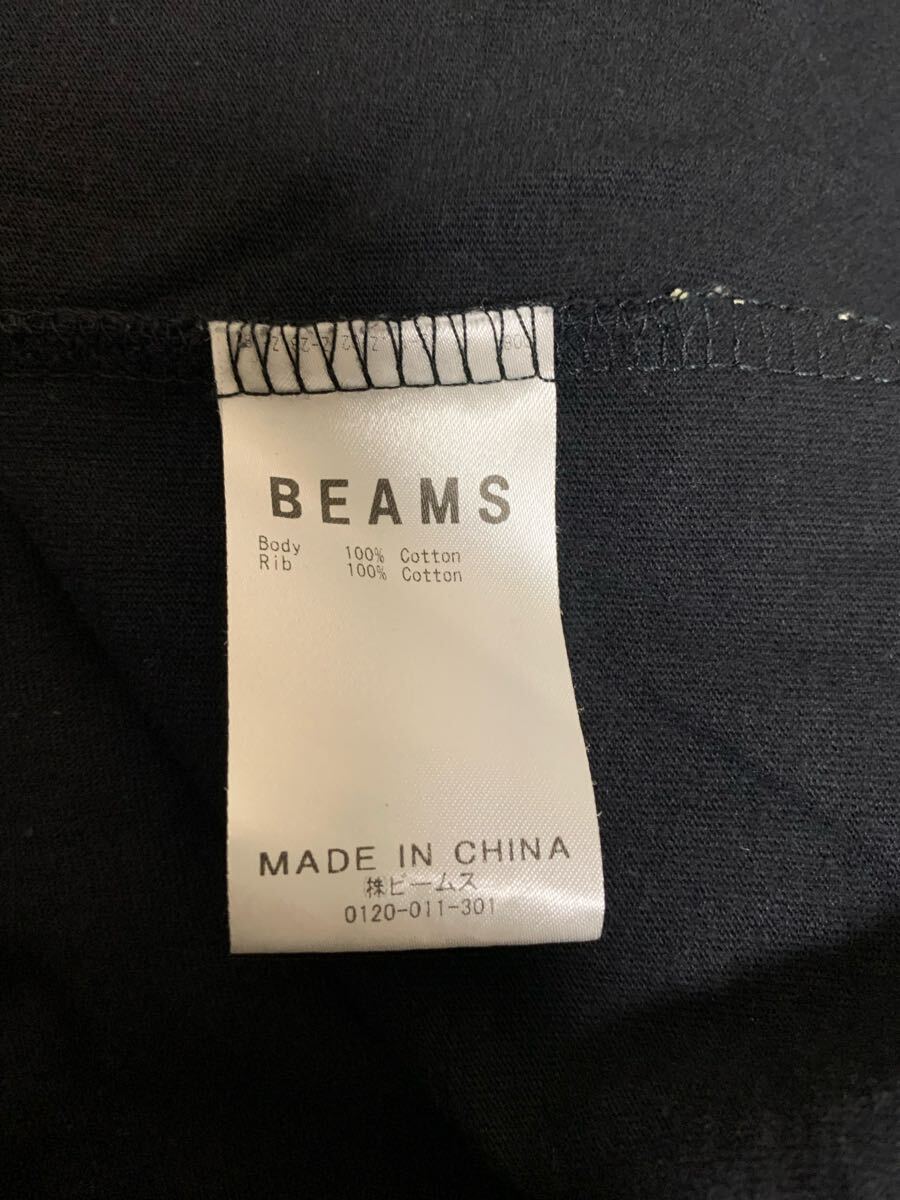 BEAMS
Body 100% Cotton
Rib 100% Cotton
MADE IN CHINA
㈱ビームス
0120-011-301